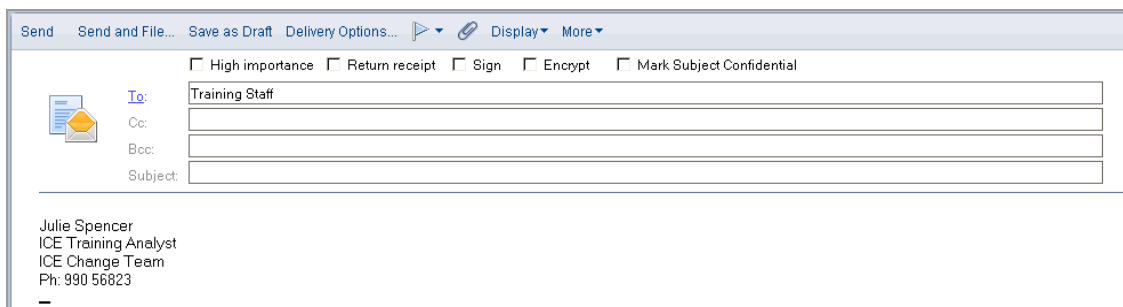 Send Send and File... Save as Draft Delivery Options... Display More
High importance Return receipt Sign Encrypt Mark Subject Confidential
To: Training Staff
Cc:
Bcc:
Subject:
Julie Spencer
ICE Training Analyst
ICE Change Team
Ph: 990 56823